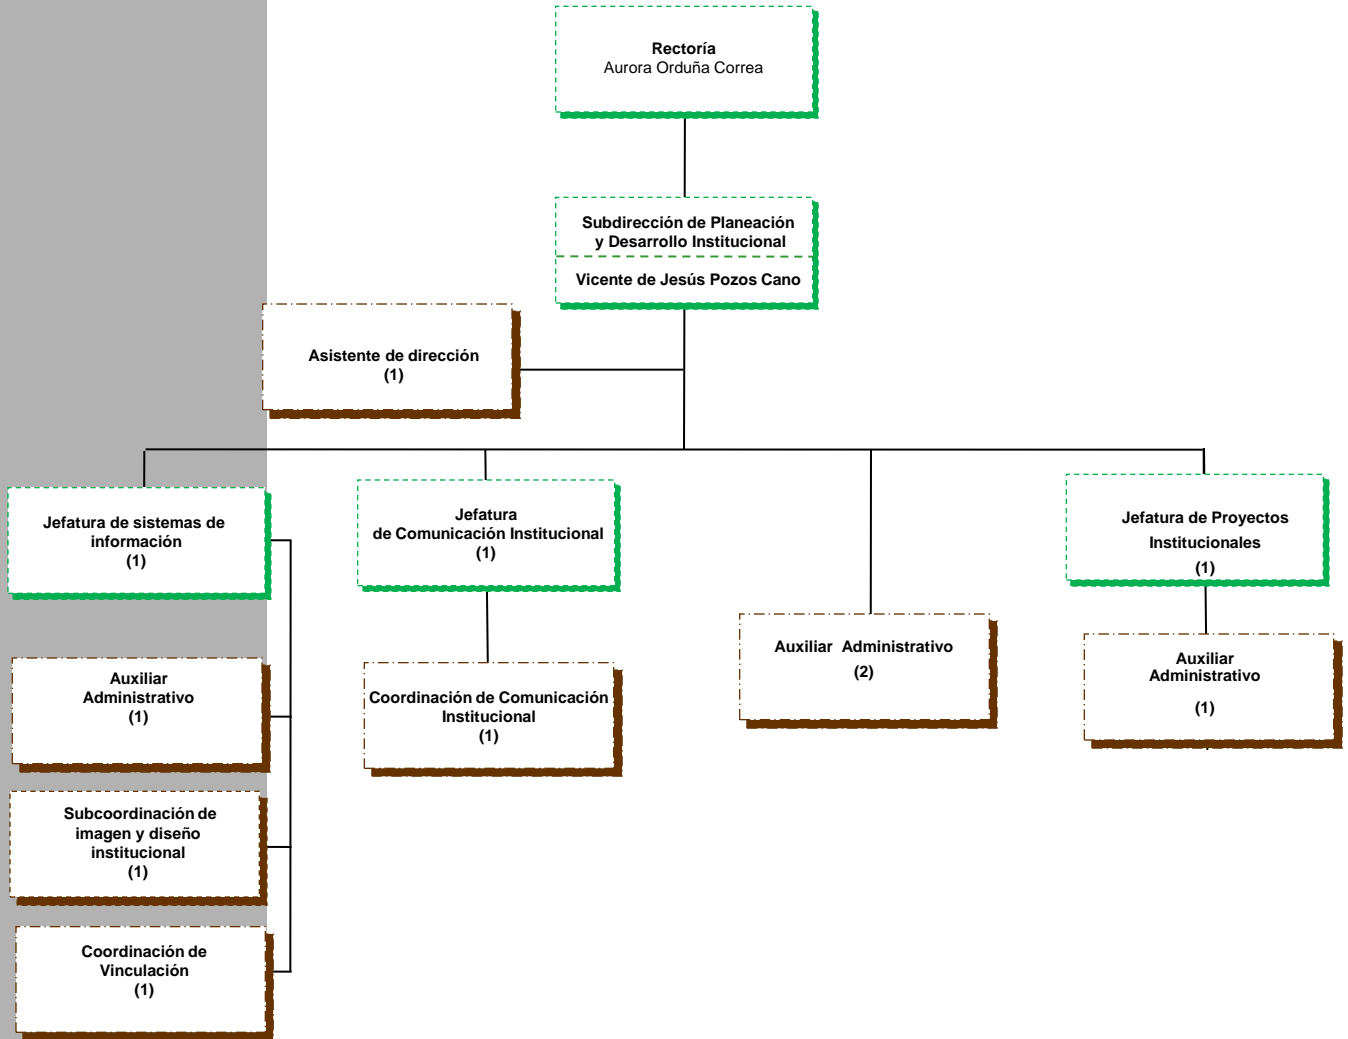 Rectoría
Aurora Orduña Correa
Subdirección de Planeación
y Desarrollo Institucional
Vicente de Jesús Pozos Cano
Asistente de dirección
(1)
Jefatura de sistemas de
información
(1)
Jefatura
de Comunicación Institucional
(1)
Jefatura de Proyectos
Institucionales
(1)
Auxiliar Administrativo
(2)
Auxiliar
Administrativo
(1)
Auxiliar
Administrativo
(1)
Coordinación de Comunicación
Institucional
(1)
Subcoordinación de
imagen y diseño
institucional
(1)
Coordinación de
Vinculación
(1)